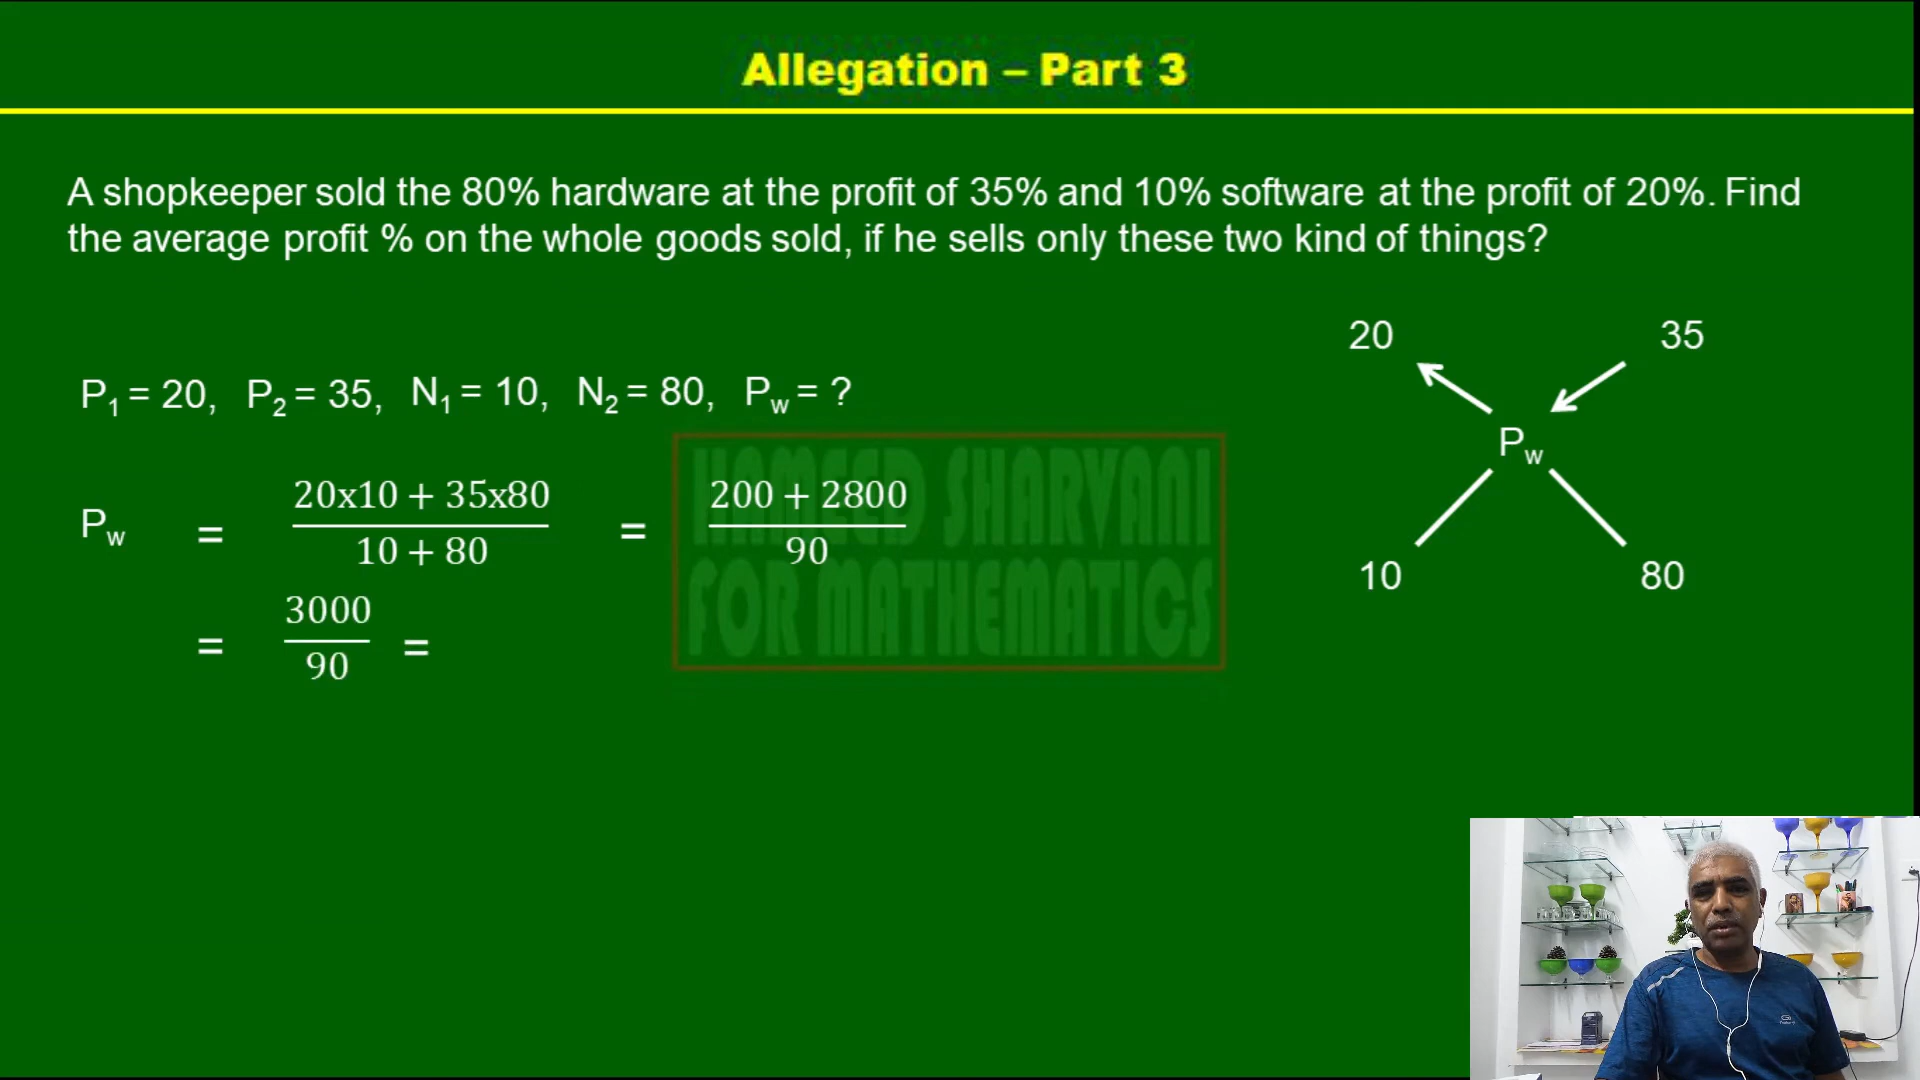 Allegation – Part 3
A shopkeeper sold the 80% hardware at the profit of 35% and 10% software at the profit of 20%. Find
the average profit % on the whole goods sold, if he sells only these two kind of things?
20 35
P₁ = 20, P₂ = 35, N₁ = 10, N₂ = 80, P_w = ?
P_w
10 80
P_w = (20x10 + 35x80)/(10 + 80) = (200 + 2800)/90
= 3000/90 =
HAMEED SHARVANI
FOR MATHEMATICS